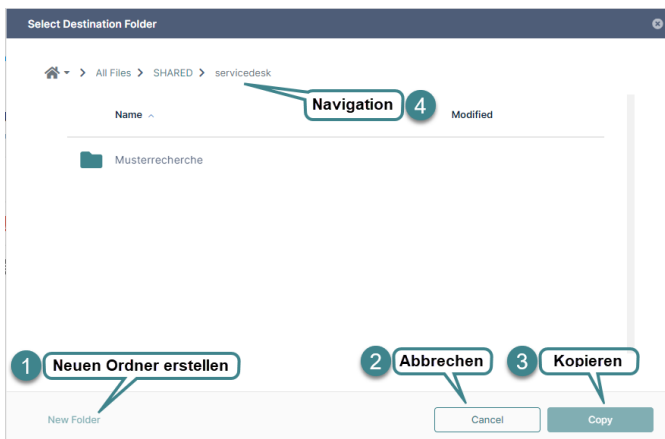 Select Destination Folder
All Files > SHARED > servicedesk
Navigation 4
Name Modified
Musterrecherche
1 Neuen Ordner erstellen 2 Abbrechen 3 Kopieren
New Folder Cancel Copy